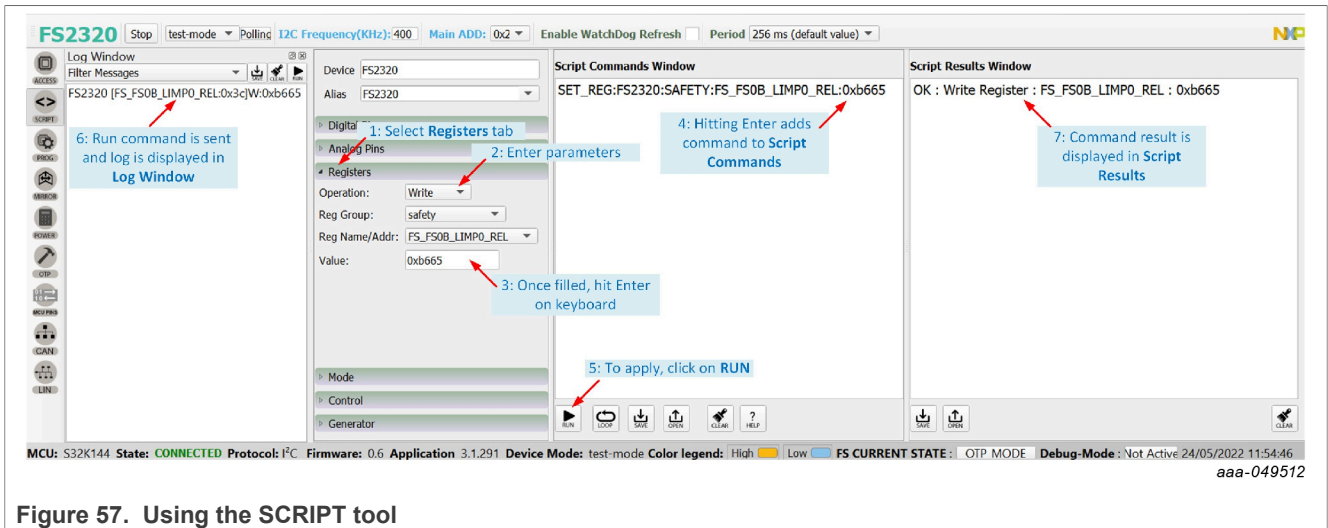 FS2320 Stop test-mode Polling I2C Frequency(KHz): 400 Main ADD: 0x2 Enable WatchDog Refresh Period 256 ms (default value) NXP
ACCESS
SCRIPT
PROG
MIRROR
POWER
OTP
MCU PINS
CAN
LIN
Log Window
Filter Messages SAVE CLEAR RUN
FS2320 [FS_FS0B_LIMP0_REL:0x3c]W:0xb665
6: Run command is sent
and log is displayed in
Log Window
Device FS2320
Alias FS2320
Digital
1: Select Registers tab
Analog Pins
2: Enter parameters
Registers
Operation: Write
Reg Group: safety
Reg Name/Addr: FS_FS0B_LIMP0_REL
Value: 0xb665
3: Once filled, hit Enter
on keyboard
Mode
Control
Generator
Script Commands Window
SET_REG:FS2320:SAFETY:FS_FS0B_LIMP0_REL:0xb665
4: Hitting Enter adds
command to Script
Commands
5: To apply, click on RUN
RUN LOOP SAVE OPEN CLEAR ? HELP
Script Results Window
OK : Write Register : FS_FS0B_LIMP0_REL : 0xb665
7: Command result is
displayed in Script
Results
SAVE OPEN CLEAR
MCU: S32K144 State: CONNECTED Protocol: I²C Firmware: 0.6 Application 3.1.291 Device Mode: test-mode Color legend: High Low FS CURRENT STATE : OTP MODE Debug-Mode : Not Active 24/05/2022 11:54:46
aaa-049512
Figure 57. Using the SCRIPT tool